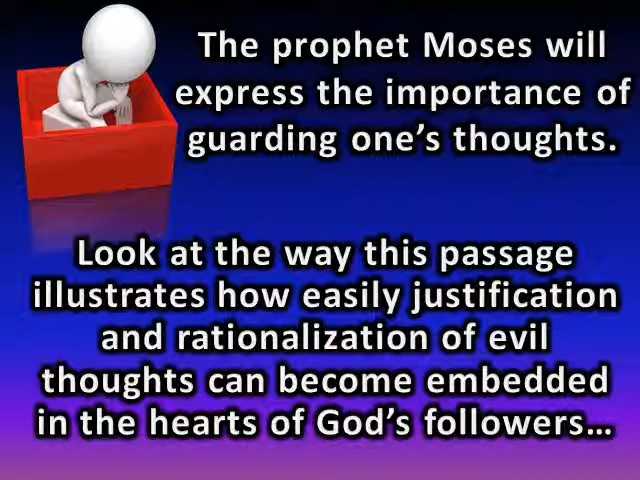 The prophet Moses will
express the importance of
guarding one’s thoughts.
Look at the way this passage
illustrates how easily justification
and rationalization of evil
thoughts can become embedded
in the hearts of God’s followers…